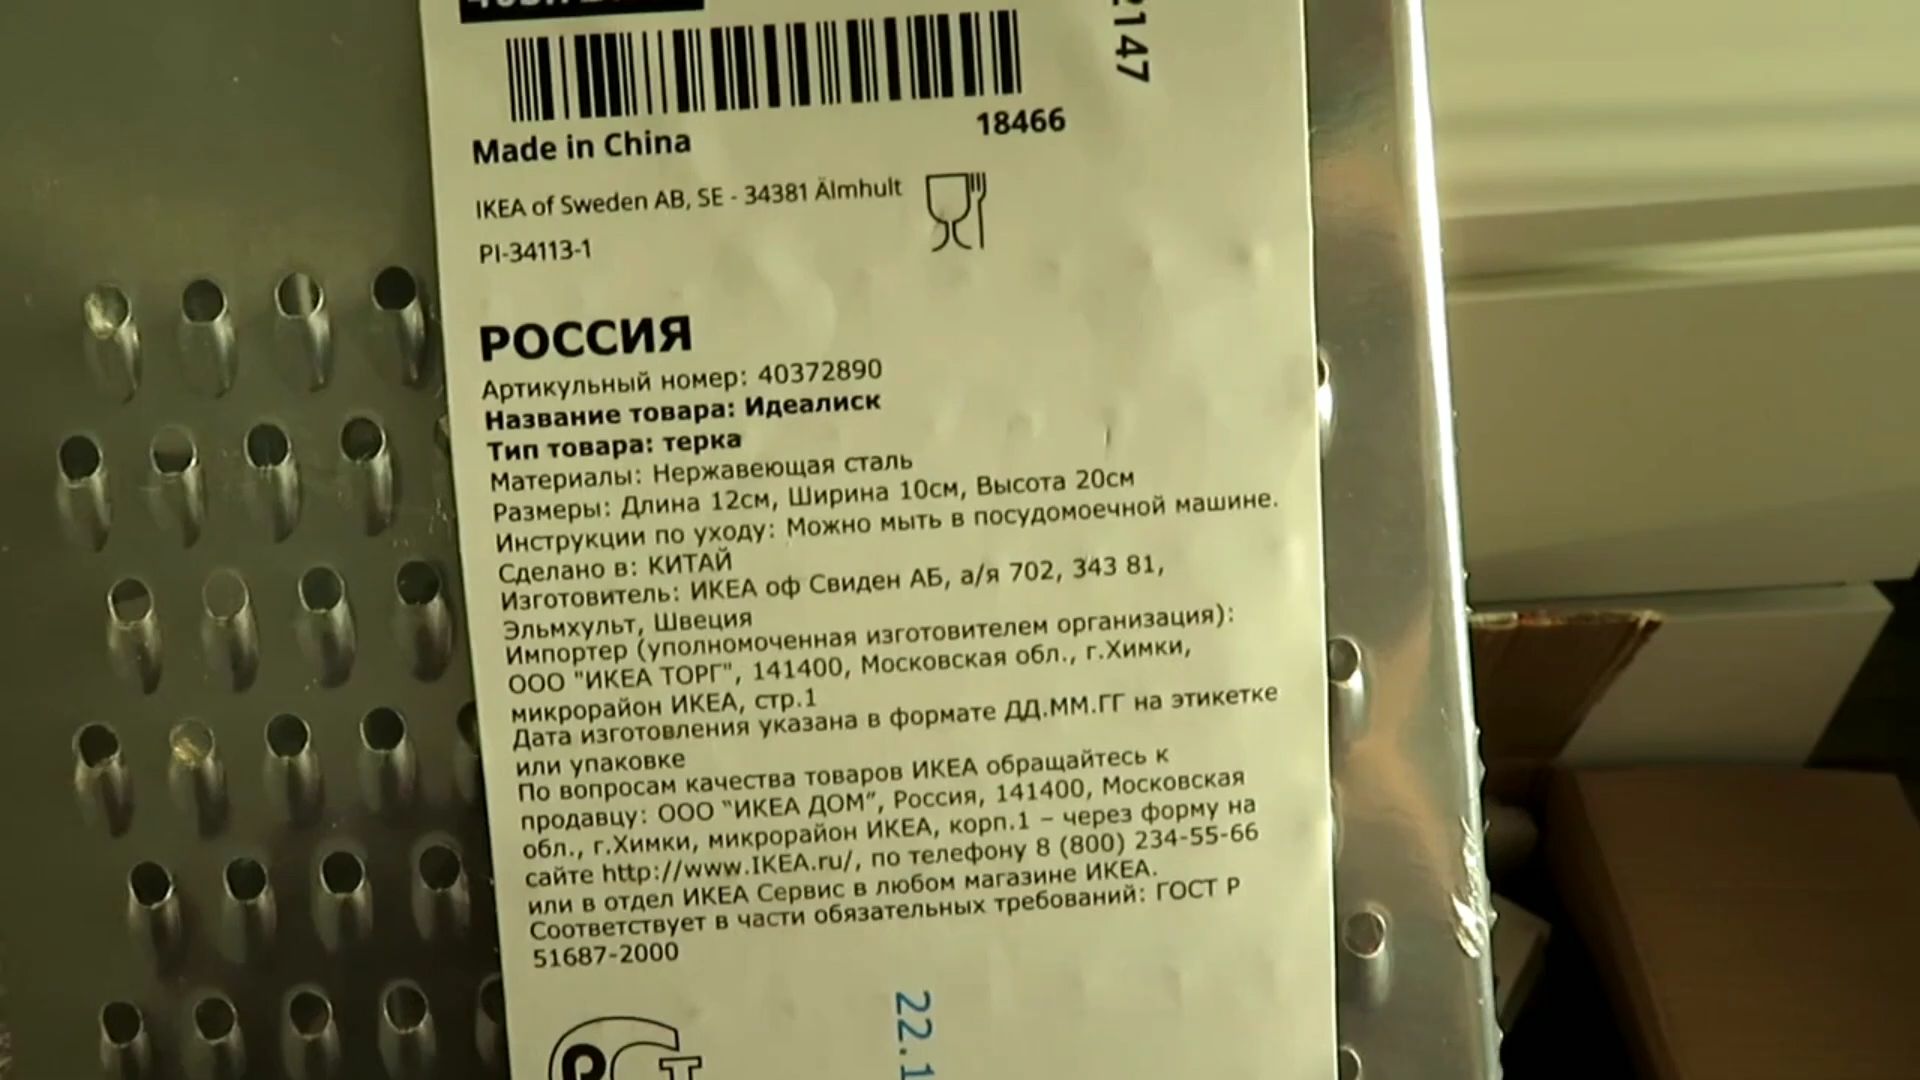 2147
Made in China
18466
IKEA of Sweden AB, SE - 34381 Älmhult
PI-34113-1
РОССИЯ
Артикульный номер: 40372890
Название товара: Идеалиск
Тип товара: терка
Материалы: Нержавеющая сталь
Размеры: Длина 12см, Ширина 10см, Высота 20см
Инструкции по уходу: Можно мыть в посудомоечной машине.
Сделано в: КИТАЙ
Изготовитель: ИКЕА оф Свиден АБ, а/я 702, 343 81,
Эльмхульт, Швеция
Импортер (уполномоченная изготовителем организация):
ООО "ИКЕА ТОРГ", 141400, Московская обл., г.Химки,
микрорайон ИКЕА, стр.1
Дата изготовления указана в формате ДД.ММ.ГГ на этикетке
или упаковке
По вопросам качества товаров ИКЕА обращайтесь к
продавцу: ООО "ИКЕА ДОМ", Россия, 141400, Московская
обл., г.Химки, микрорайон ИКЕА, корп.1 – через форму на
сайте http://www.IKEA.ru/, по телефону 8 (800) 234-55-66
или в отдел ИКЕА Сервис в любом магазине ИКЕА.
Соответствует в части обязательных требований: ГОСТ Р
51687-2000
22.1